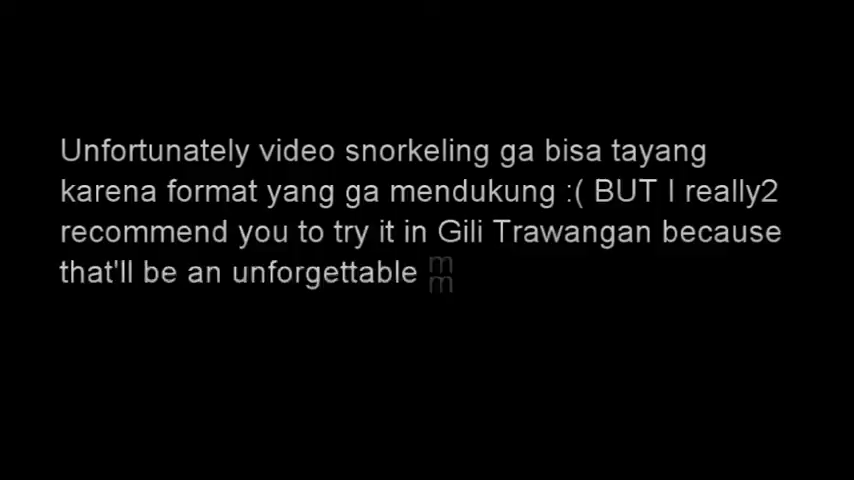 Unfortunately video snorkeling ga bisa tayang
karena format yang ga mendukung :( BUT I really2
recommend you to try it in Gili Trawangan because
that'll be an unforgettable m